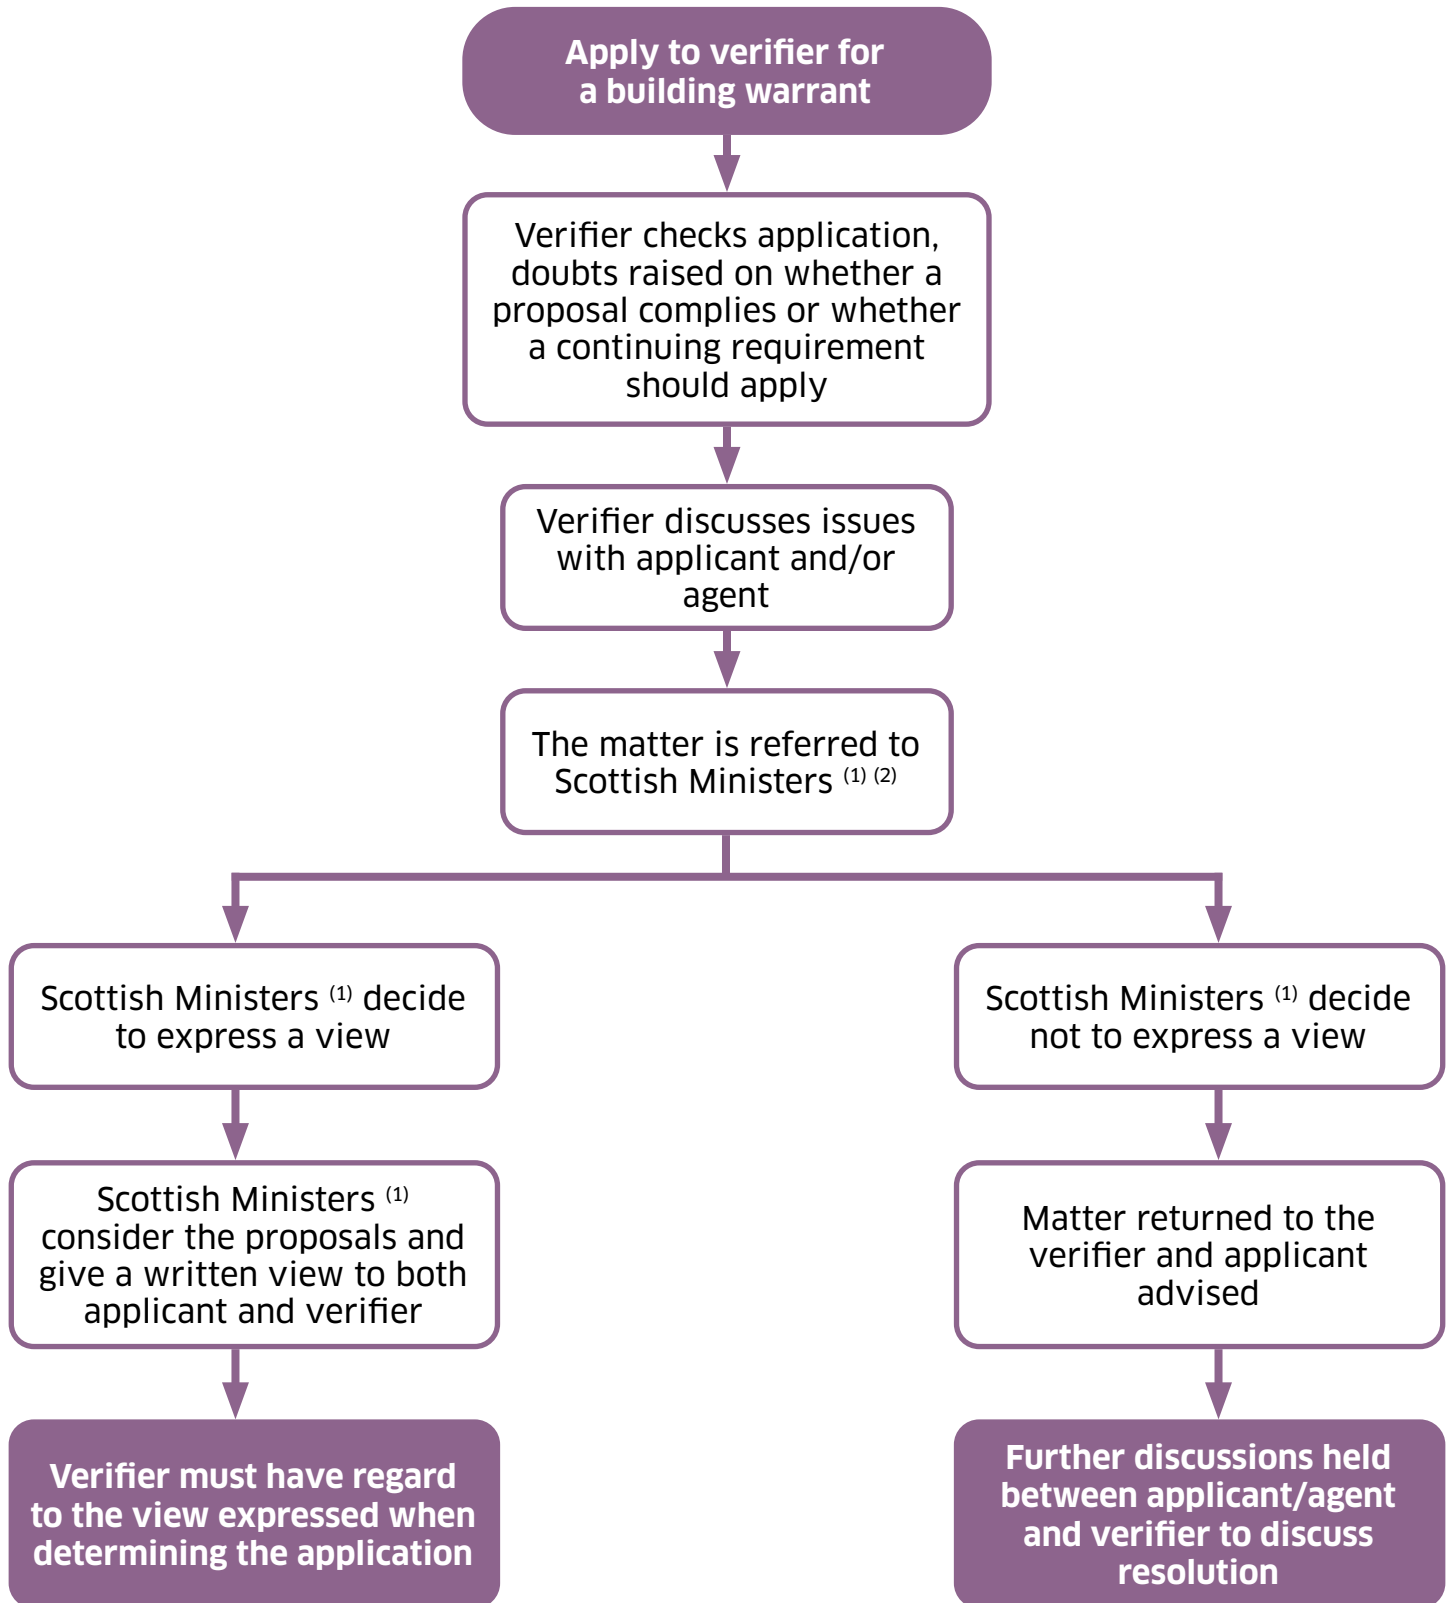 Apply to verifier for
a building warrant
Verifier checks application,
doubts raised on whether a
proposal complies or whether
a continuing requirement
should apply
Verifier discusses issues
with applicant and/or
agent
The matter is referred to
Scottish Ministers (1) (2)
Scottish Ministers (1) decide
to express a view
Scottish Ministers (1)
consider the proposals and
give a written view to both
applicant and verifier
Verifier must have regard
to the view expressed when
determining the application
Scottish Ministers (1) decide
not to express a view
Matter returned to the
verifier and applicant
advised
Further discussions held
between applicant/agent
and verifier to discuss
resolution